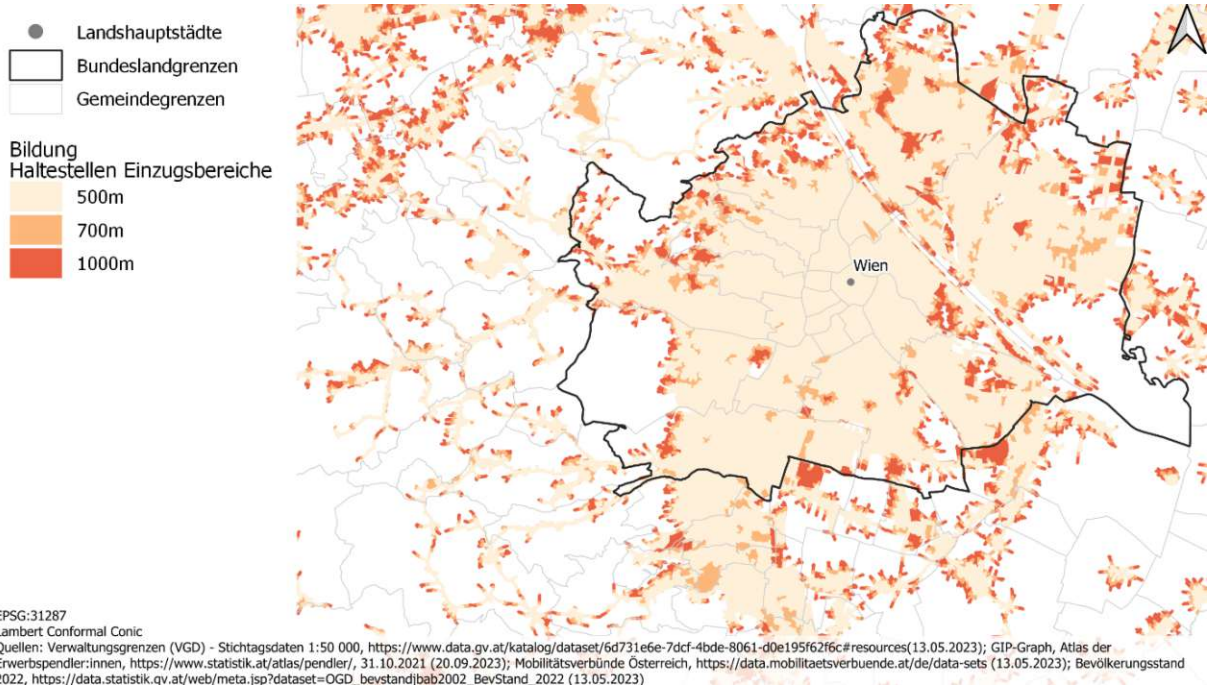 Landshauptstädte
Bundeslandgrenzen
Gemeindegrenzen
Bildung
Haltestellen Einzugsbereiche
500m
700m
1000m
Wien
EPSG:31287
Lambert Conformal Conic
Quellen: Verwaltungsgrenzen (VGD) - Stichtagsdaten 1:50 000, https://www.data.gv.at/katalog/dataset/6d731e6e-7dcf-4bde-8061-d0e195f62f6c#resources(13.05.2023); GIP-Graph, Atlas der
Erwerbspendler:innen, https://www.statistik.at/atlas/pendler/, 31.10.2021 (20.09.2023); Mobilitätsverbünde Österreich, https://data.mobilitaetsverbuende.at/de/data-sets (13.05.2023); Bevölkerungsstand
2022, https://data.statistik.gv.at/web/meta.jsp?dataset=OGD_bevstandjbab2002_BevStand_2022 (13.05.2023)